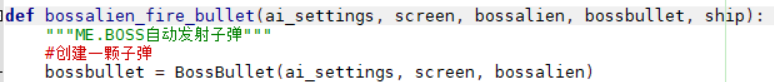 def bossalien_fire_bullet(ai_settings, screen, bossalien, bossbullet, ship):
    """ME.BOSS自动发射子弹"""
    #创建一颗子弹
    bossbullet = BossBullet(ai_settings, screen, bossalien)